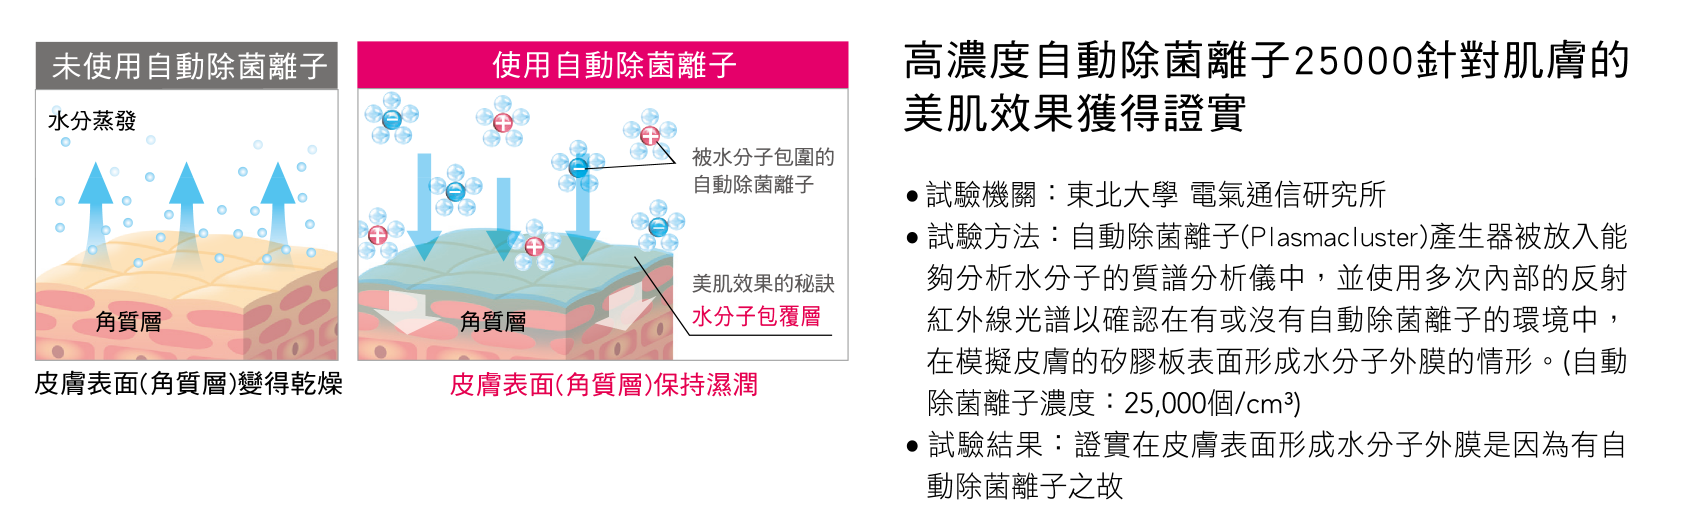 未使用自動除菌離子
水分蒸發
角質層
皮膚表面(角質層)變得乾燥
使用自動除菌離子
被水分子包圍的
自動除菌離子
美肌效果的秘訣
水分子包覆層
角質層
皮膚表面(角質層)保持濕潤
高濃度自動除菌離子25000針對肌膚的
美肌效果獲得證實
•試驗機關：東北大學 電氣通信研究所
•試驗方法：自動除菌離子(Plasmacluster)產生器被放入能
夠分析水分子的質譜分析儀中，並使用多次內部的反射
紅外線光譜以確認在有或沒有自動除菌離子的環境中，
在模擬皮膚的矽膠板表面形成水分子外膜的情形。(自動
除菌離子濃度：25,000個/cm³)
•試驗結果：證實在皮膚表面形成水分子外膜是因為有自
動除菌離子之故